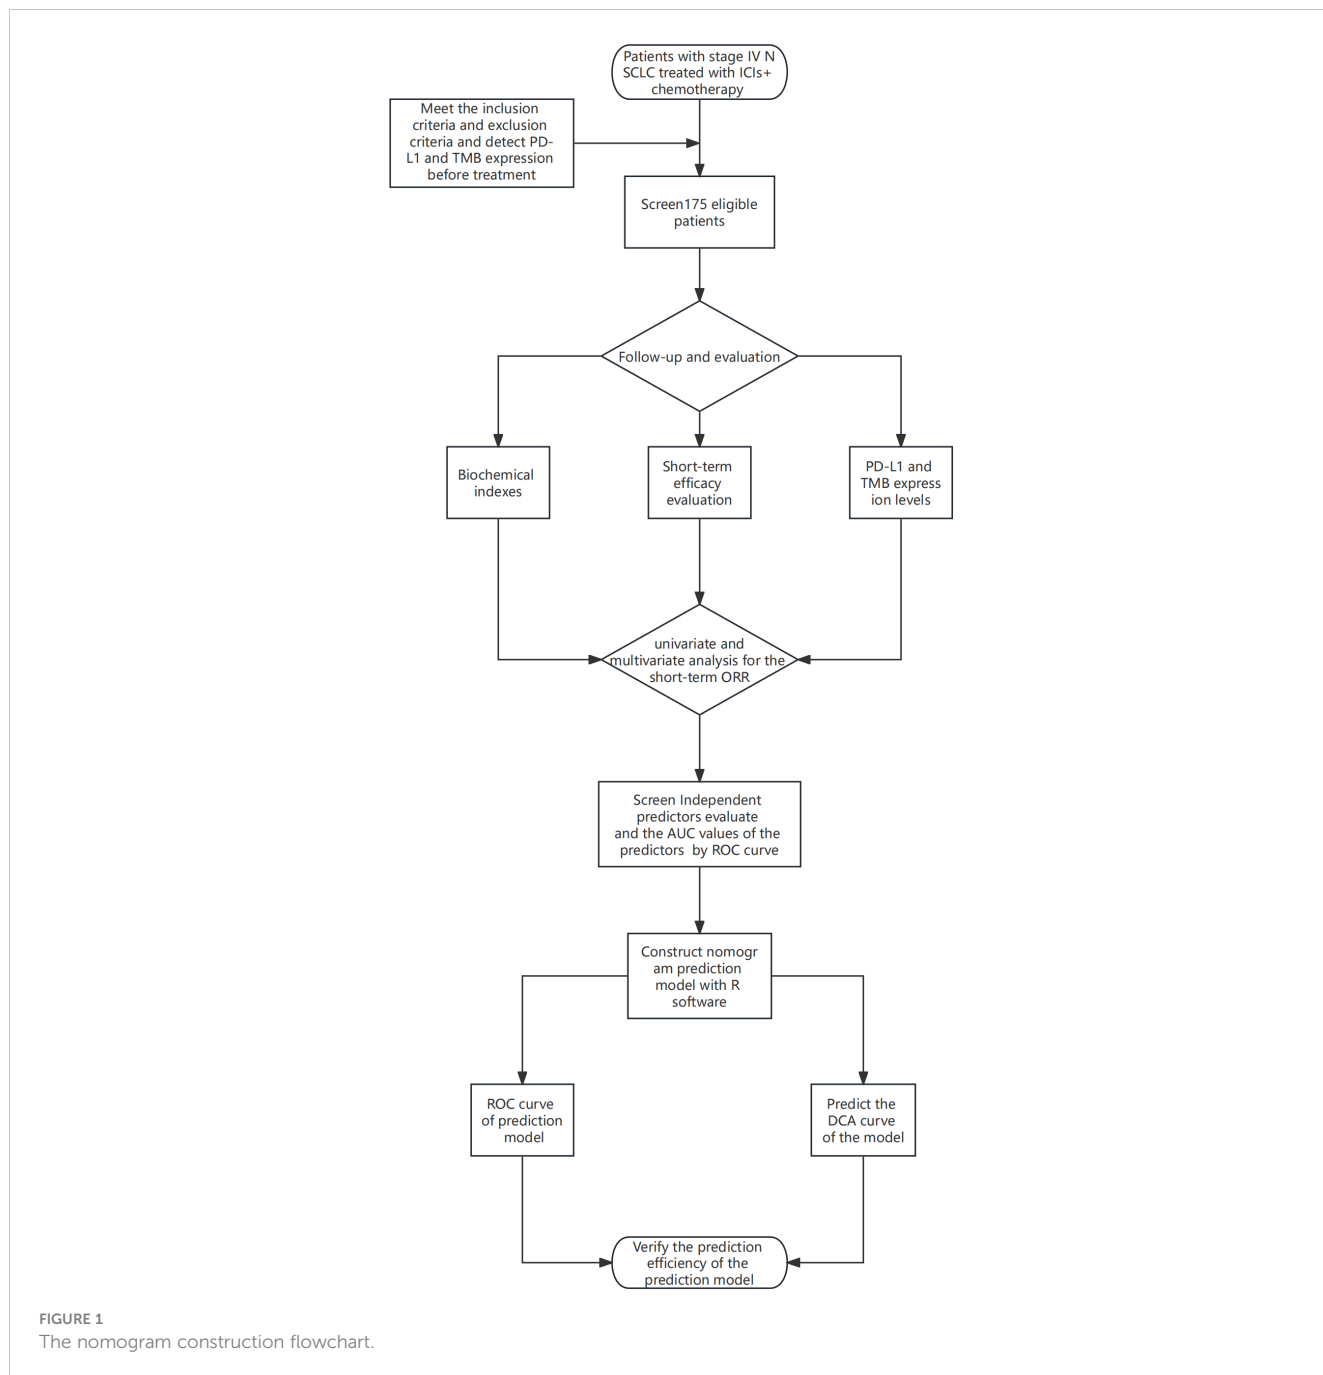 Patients with stage IV N
SCLC treated with ICIs+
chemotherapy
Meet the inclusion
criteria and exclusion
criteria and detect PD-
L1 and TMB expression
before treatment
Screen175 eligible
patients
Follow-up and evaluation
Biochemical
indexes
Short-term
efficacy
evaluation
PD-L1 and
TMB express
ion levels
univariate and
multivariate analysis for the
short-term ORR
Screen Independent
predictors evaluate
and the AUC values of the
predictors  by ROC curve
Construct nomogr
am prediction
model with R
software
ROC curve
of prediction
model
Predict the
DCA curve
of the model
Verify the prediction
efficiency of the
prediction model
FIGURE 1
The nomogram construction flowchart.